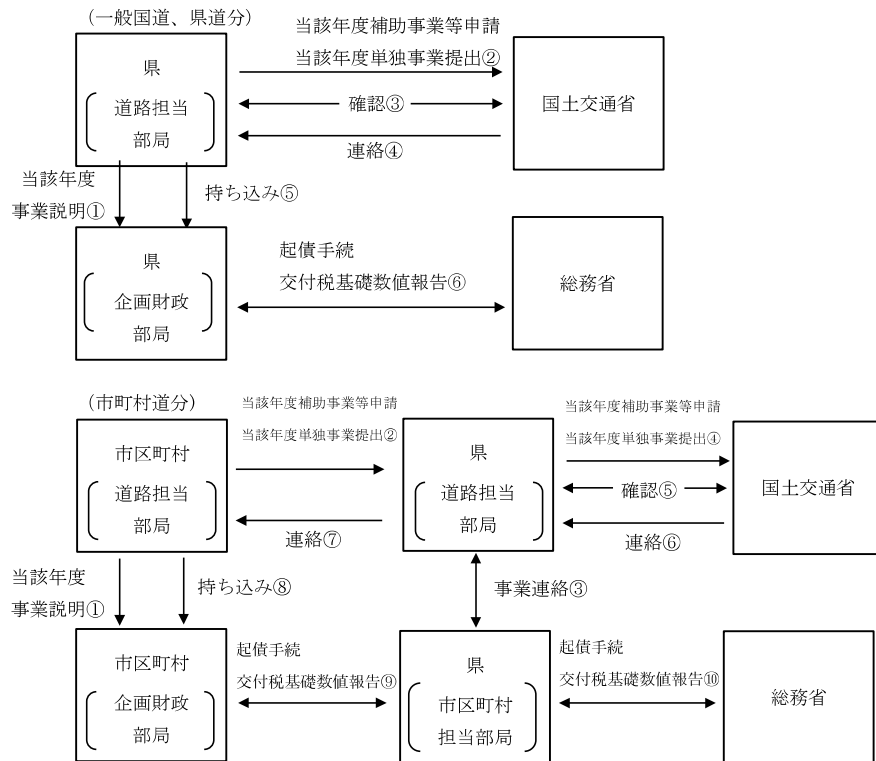 （一般国道、県道分）
当該年度補助事業等申請
当該年度単独事業提出②
県
道路担当
部局
確認③
連絡④
国土交通省
当該年度
事業説明①
持ち込み⑤
県
企画財政
部局
起債手続
交付税基礎数値報告⑥
総務省
（市町村道分）
市区町村
道路担当
部局
当該年度補助事業等申請
当該年度単独事業提出②
連絡⑦
県
道路担当
部局
当該年度補助事業等申請
当該年度単独事業提出④
確認⑤
連絡⑥
国土交通省
当該年度
事業説明①
持ち込み⑧
事業連絡③
市区町村
企画財政
部局
起債手続
交付税基礎数値報告⑨
県
市区町村
担当部局
起債手続
交付税基礎数値報告⑩
総務省